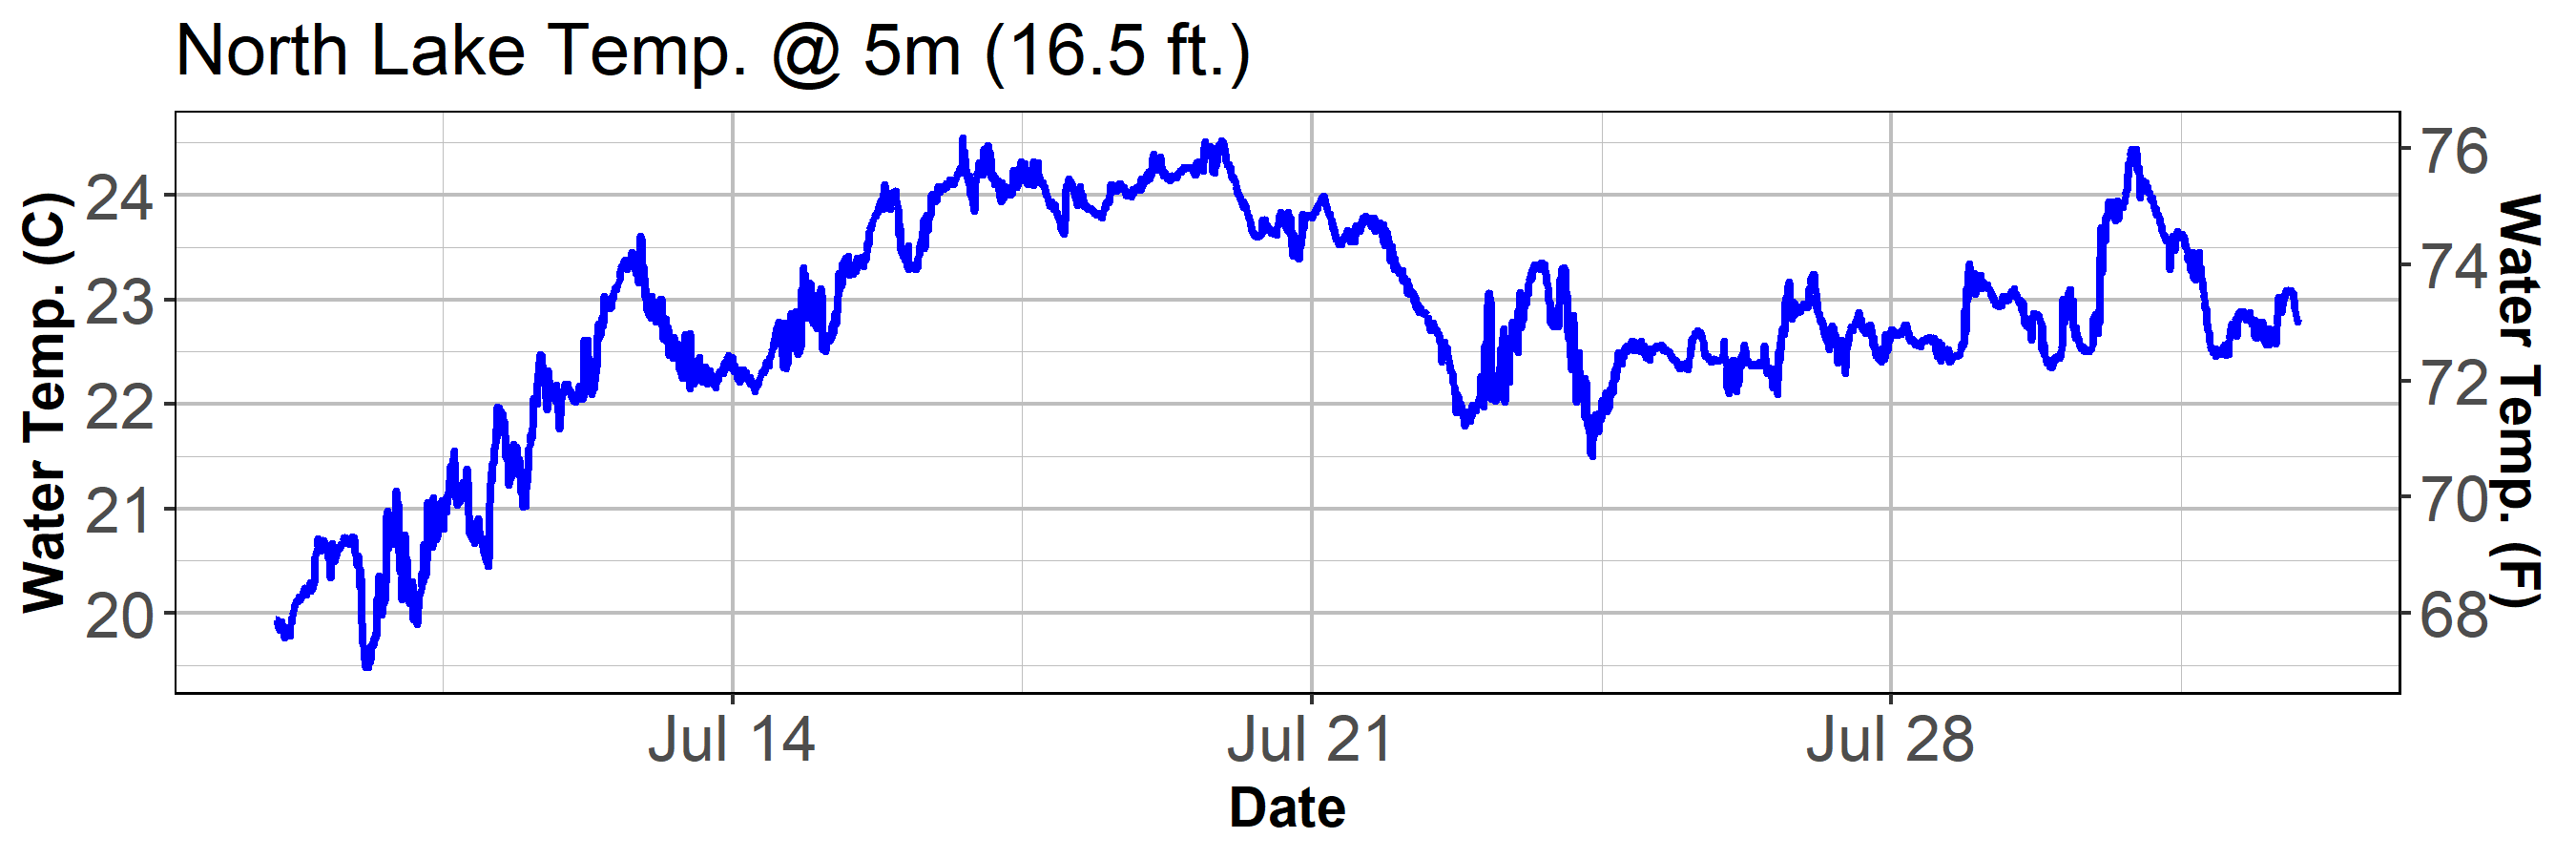 North Lake Temp. @ 5m (16.5 ft.)
Water Temp. (C)
24
23
22
21
20
76
74
72
70
68
Water Temp. (F)
Jul 14
Jul 21
Jul 28
Date